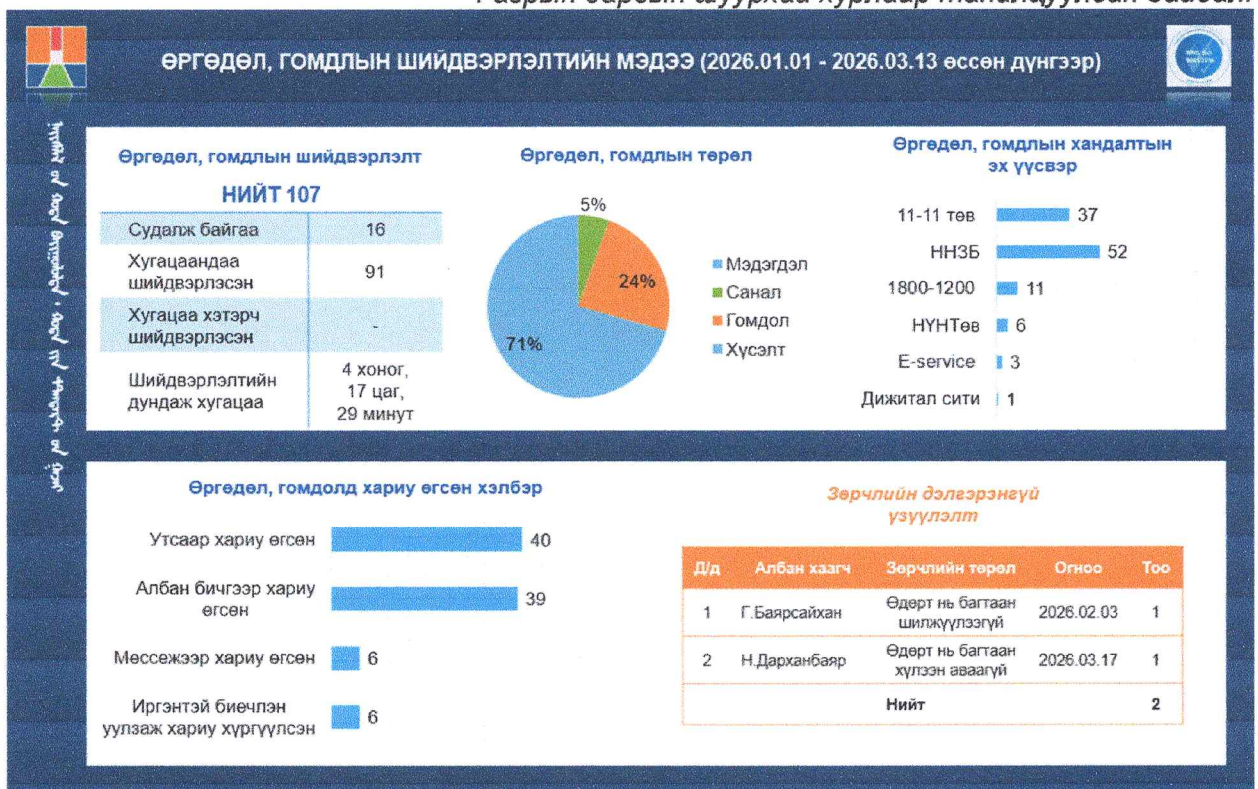 ӨРГӨДӨЛ, ГОМДЛЫН ШИЙДВЭРЛЭЛТИЙН МЭДЭЭ (2026.01.01 - 2026.03.13 өссөн дүнгээр)
Өргөдөл, гомдлын шийдвэрлэлт
НИЙТ 107
Судалж байгаа 16
Хугацаандаа
шийдвэрлэсэн 91
Хугацаа хэтэрч
шийдвэрлэсэн -
Шийдвэрлэлтийн
дундаж хугацаа
4 хоног,
17 цаг,
29 минут
Өргөдөл, гомдлын төрөл
5%
24%
71%
Мэдэгдэл
Санал
Гомдол
Хүсэлт
Өргөдөл, гомдлын хандалтын
эх үүсвэр
11-11 төв 37
ННЗБ 52
1800-1200 11
НҮНТөв 6
E-service 3
Дижитал сити 1
Өргөдөл, гомдолд хариу өгсөн хэлбэр
Утсаар хариу өгсөн 40
Албан бичгээр хариу
өгсөн 39
Мессежээр хариу өгсөн 6
Иргэнтэй биечлэн
уулзаж хариу хүргүүлсэн 6
Зөрчлийн дэлгэрэнгүй
үзүүлэлт
Д/д Албан хаагч Зөрчлийн төрөл Огноо Тоо
1 Г.Баярсайхан Өдөрт нь багтаан
шилжүүлээгүй 2026.02.03 1
2 Н.Дарханбаяр Өдөрт нь багтаан
хүлээн аваагүй 2026.03.17 1
Нийт 2